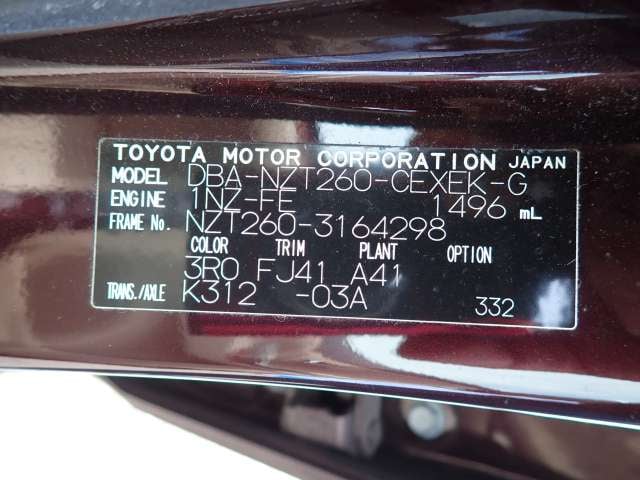 TOYOTA MOTOR CORPORATION JAPAN
MODEL DBA-NZT260-CEXEK-G
ENGINE 1NZ-FE 1496 mL
FRAME No. NZT260-3164298
COLOR TRIM PLANT OPTION
3R0 FJ41 A41
TRANS./AXLE K312 -03A 332